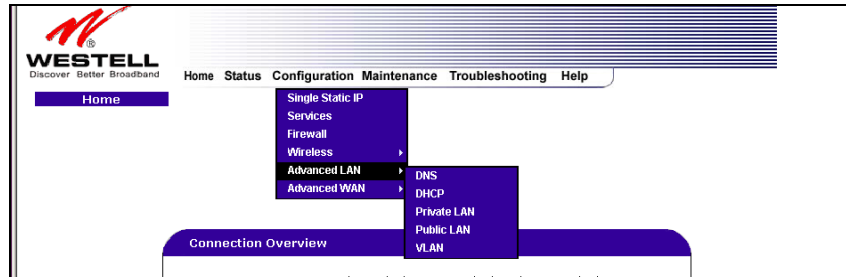 WESTELL
Discover Better Broadband
Home Status Configuration Maintenance Troubleshooting Help
Home
Single Static IP
Services
Firewall
Wireless
Advanced LAN
Advanced WAN
DNS
DHCP
Private LAN
Public LAN
VLAN
Connection Overview